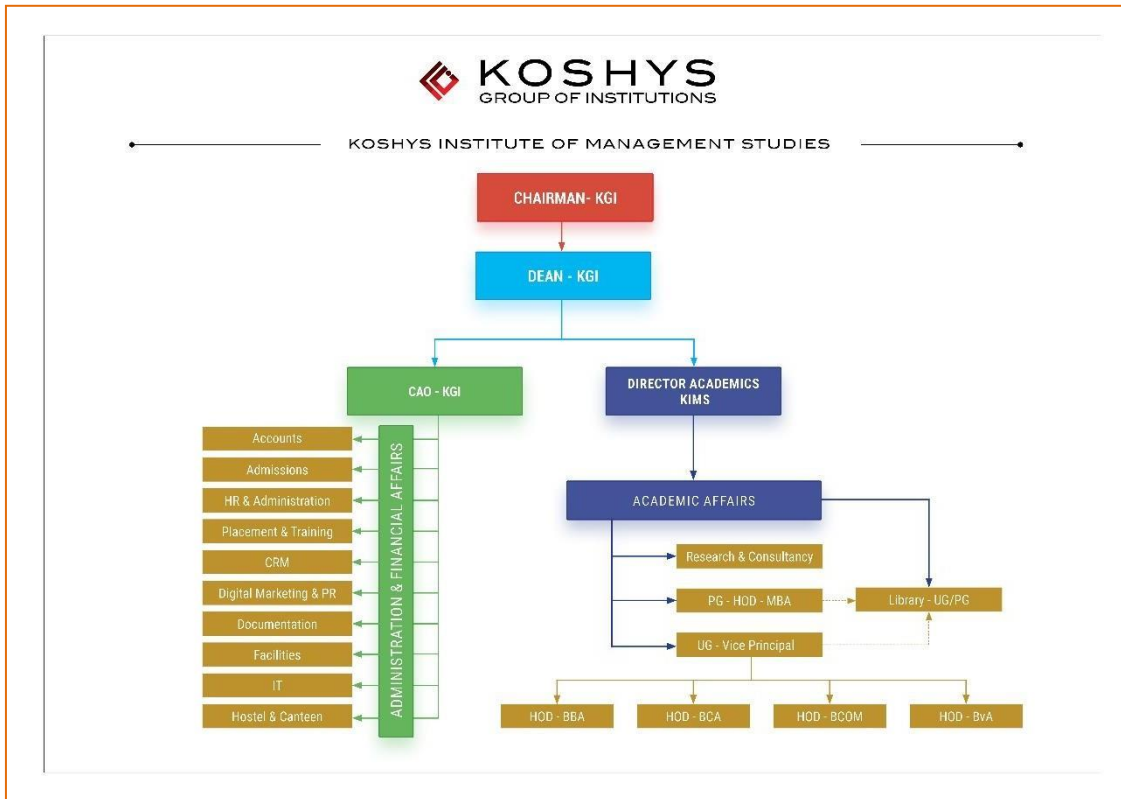 KOSHYS
GROUP OF INSTITUTIONS
KOSHYS INSTITUTE OF MANAGEMENT STUDIES
CHAIRMAN- KGI
DEAN - KGI
CAO - KGI
DIRECTOR ACADEMICS
KIMS
ADMINISTRATION & FINANCIAL AFFAIRS
Accounts
Admissions
HR & Administration
Placement & Training
CRM
Digital Marketing & PR
Documentation
Facilities
IT
Hostel & Canteen
ACADEMIC AFFAIRS
Research & Consultancy
PG - HOD - MBA
Library - UG/PG
UG - Vice Principal
HOD - BBA
HOD - BCA
HOD - BCOM
HOD - BvA